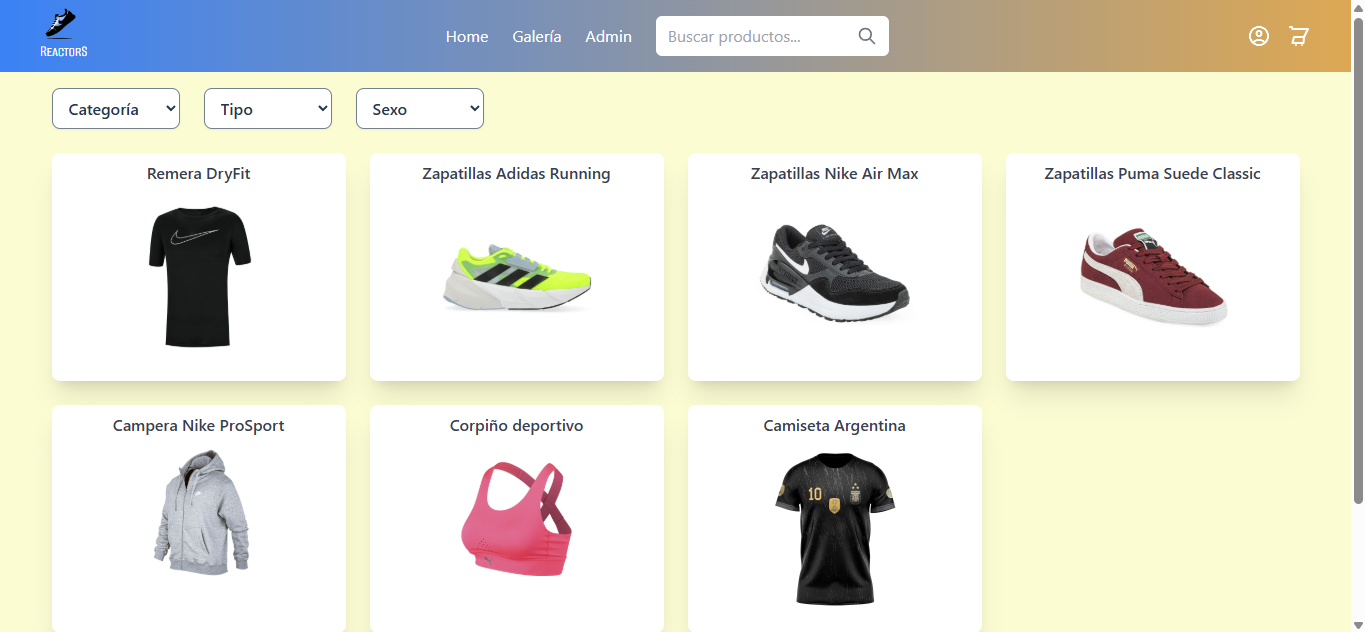 REACTORS
Home
Galería
Admin
Buscar productos...
Categoría
Tipo
Sexo
Remera DryFit
Zapatillas Adidas Running
Zapatillas Nike Air Max
Zapatillas Puma Suede Classic
Campera Nike ProSport
Corpiño deportivo
Camiseta Argentina
10